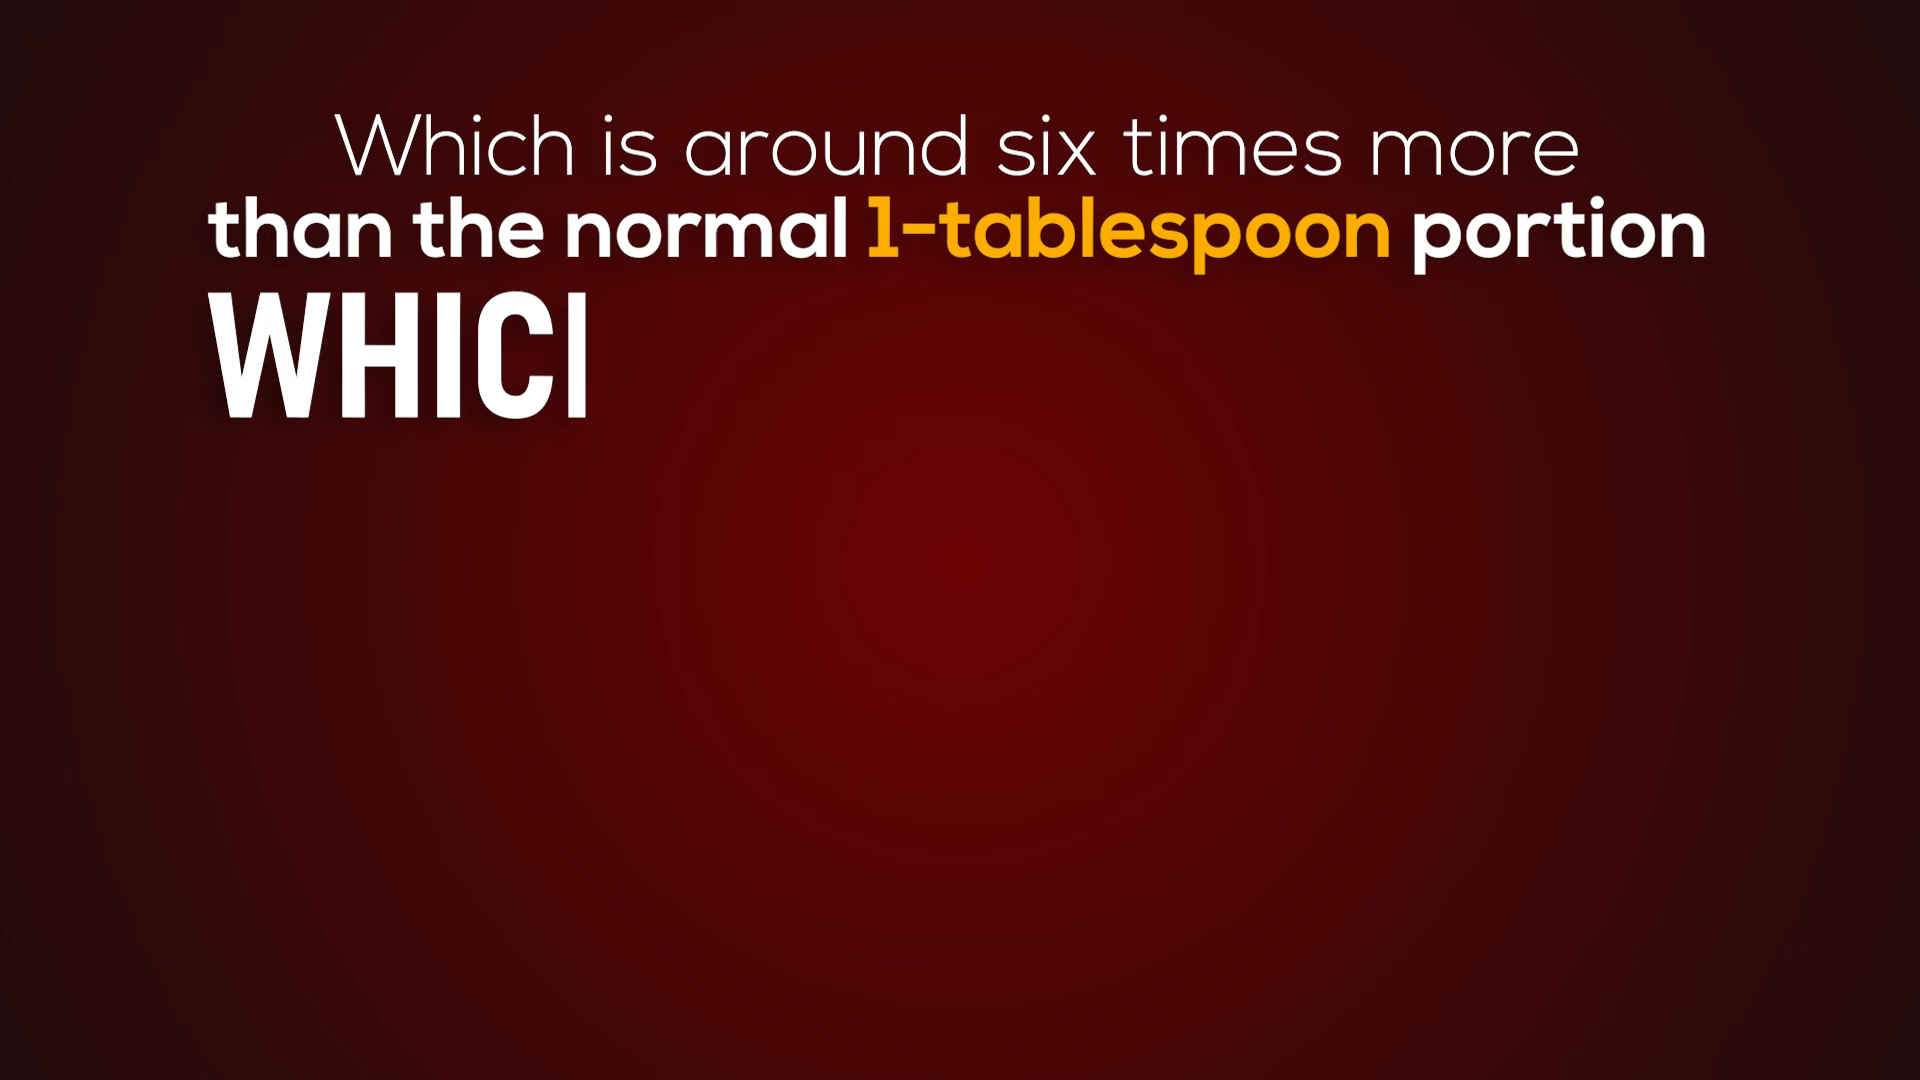 Which is around six times more
than the normal 1-tablespoon portion
WHIC